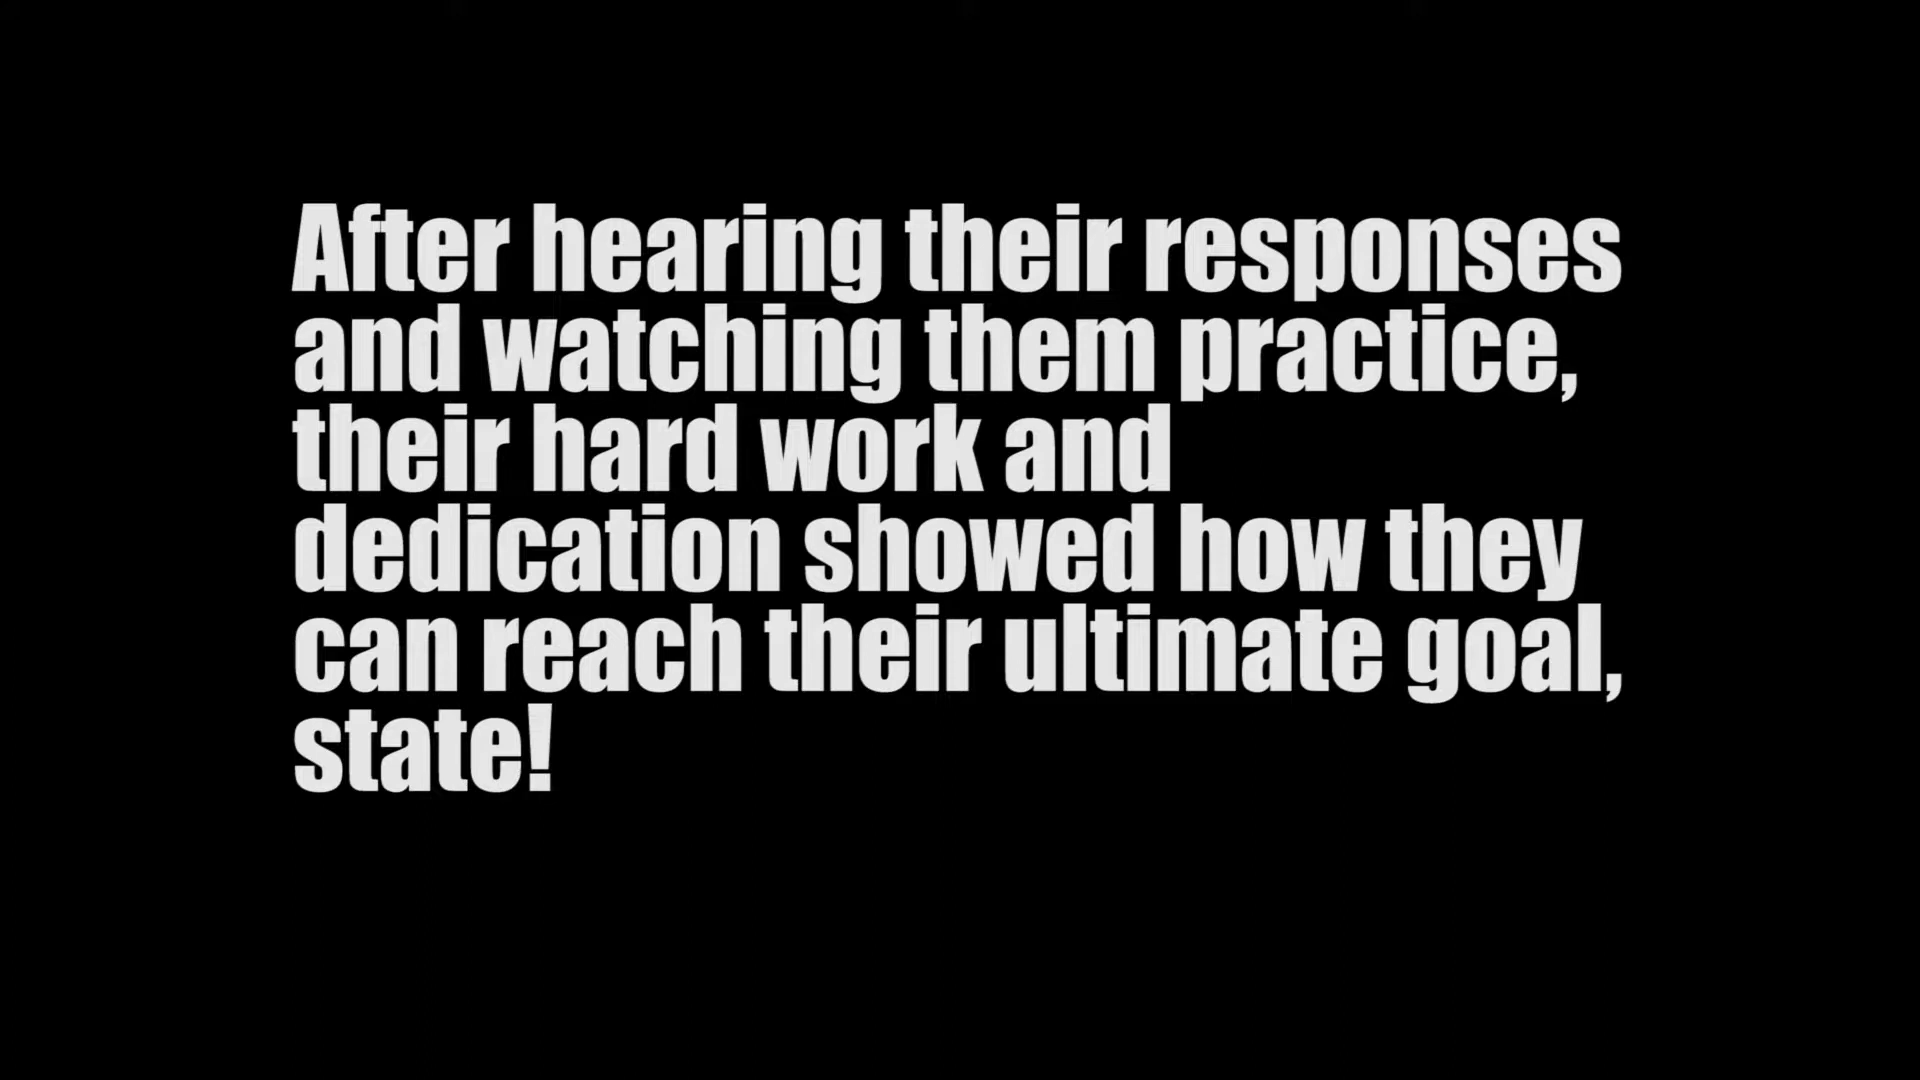 After hearing their responses
and watching them practice,
their hard work and
dedication showed how they
can reach their ultimate goal,
state!